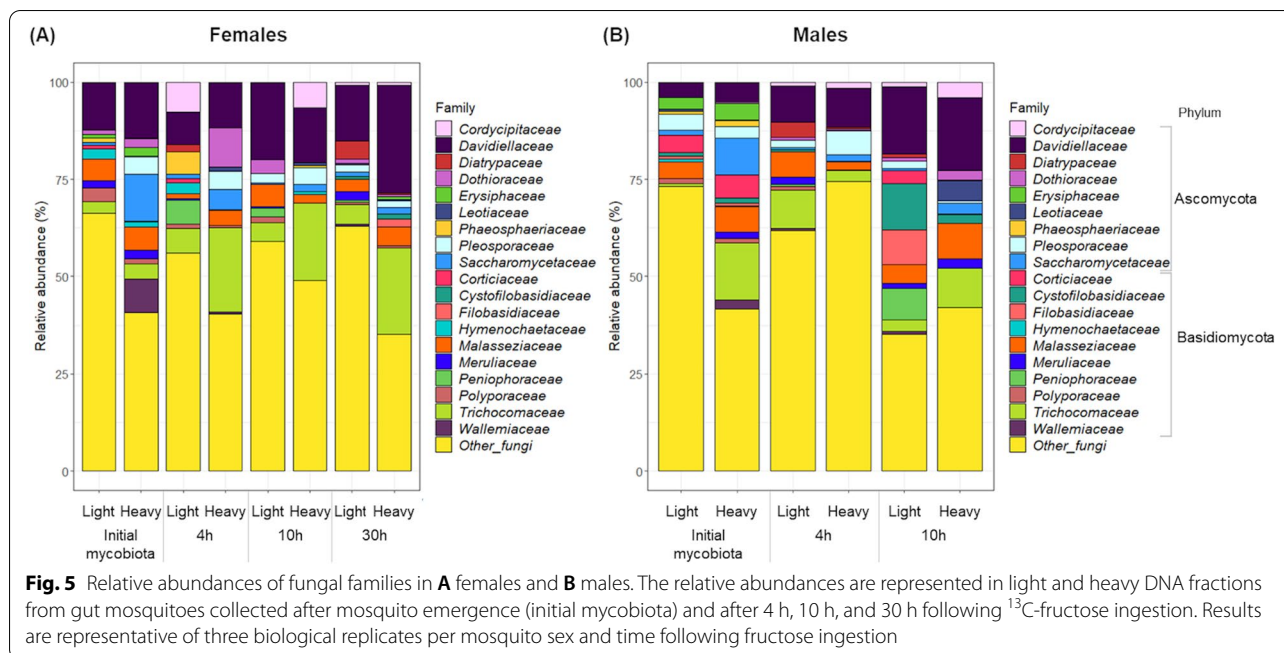 (A) Females
Relative abundance (%)
100
75
50
25
0
Light Heavy Light Heavy Light Heavy Light Heavy
Initial mycobiota 4h 10h 30h
Family
Cordycipitaceae
Davidiellaceae
Diatrypaceae
Dothioraceae
Erysiphaceae
Leotiaceae
Phaeosphaeriaceae
Pleosporaceae
Saccharomycetaceae
Corticiaceae
Cystofilobasidiaceae
Filobasidiaceae
Hymenochaetaceae
Malasseziaceae
Meruliaceae
Peniophoraceae
Polyporaceae
Trichocomaceae
Wallemiaceae
Other_fungi
(B) Males
Relative abundance (%)
100
75
50
25
0
Light Heavy Light Heavy Light Heavy
Initial mycobiota 4h 10h
Family
Cordycipitaceae
Davidiellaceae
Diatrypaceae
Dothioraceae
Erysiphaceae
Leotiaceae
Phaeosphaeriaceae
Pleosporaceae
Saccharomycetaceae
Corticiaceae
Cystofilobasidiaceae
Filobasidiaceae
Hymenochaetaceae
Malasseziaceae
Meruliaceae
Peniophoraceae
Polyporaceae
Trichocomaceae
Wallemiaceae
Other_fungi
Phylum
Ascomycota
Basidiomycota
Fig. 5 Relative abundances of fungal families in A females and B males. The relative abundances are represented in light and heavy DNA fractions
from gut mosquitoes collected after mosquito emergence (initial mycobiota) and after 4 h, 10 h, and 30 h following ¹³C-fructose ingestion. Results
are representative of three biological replicates per mosquito sex and time following fructose ingestion